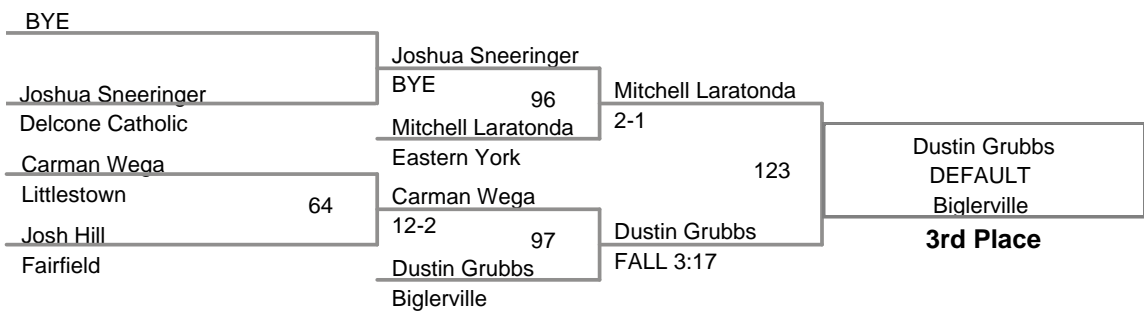 BYE
Joshua Sneeringer
Delcone Catholic
Carman Wega
Littlestown
64
Josh Hill
Fairfield
Joshua Sneeringer
BYE
96
Mitchell Laratonda
Eastern York
Carman Wega
12-2
97
Dustin Grubbs
Biglerville
Mitchell Laratonda
2-1
123
Dustin Grubbs
FALL 3:17
Dustin Grubbs
DEFAULT
Biglerville
3rd Place